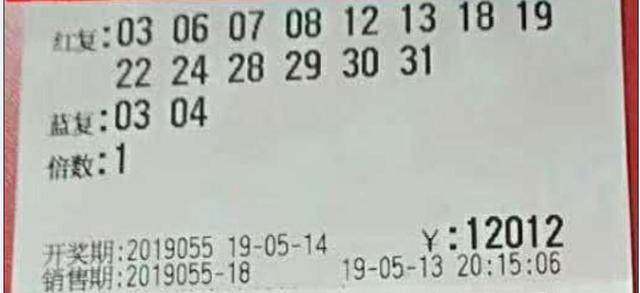 红复:03 06 07 08 12 13 18 19
22 24 28 29 30 31
蓝复:03 04
倍数:1
¥:12012
开奖期:2019055 19-05-14
销售期:2019055-18 19-05-13 20:15:06